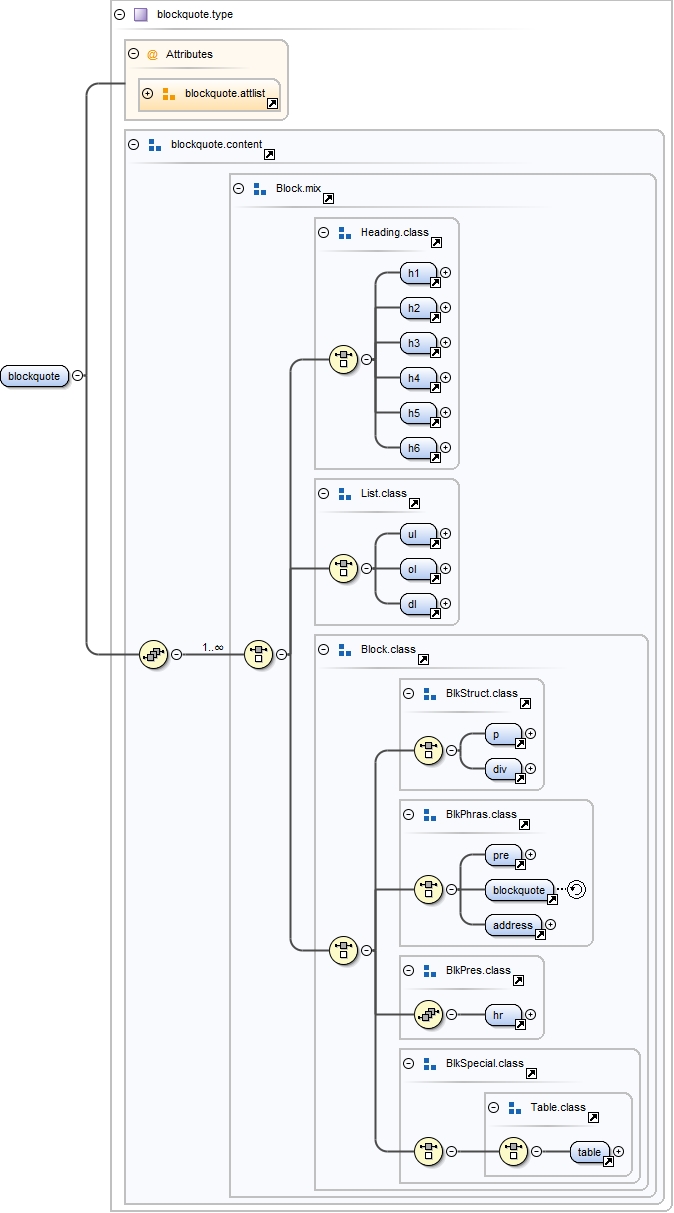 blockquote.type
@ Attributes
blockquote.attlist
blockquote.content
Block.mix
Heading.class
h1
h2
h3
h4
h5
h6
blockquote
List.class
ul
ol
dl
1..∞
Block.class
BlkStruct.class
p
div
BlkPhras.class
pre
blockquote
address
BlkPres.class
hr
BlkSpecial.class
Table.class
table